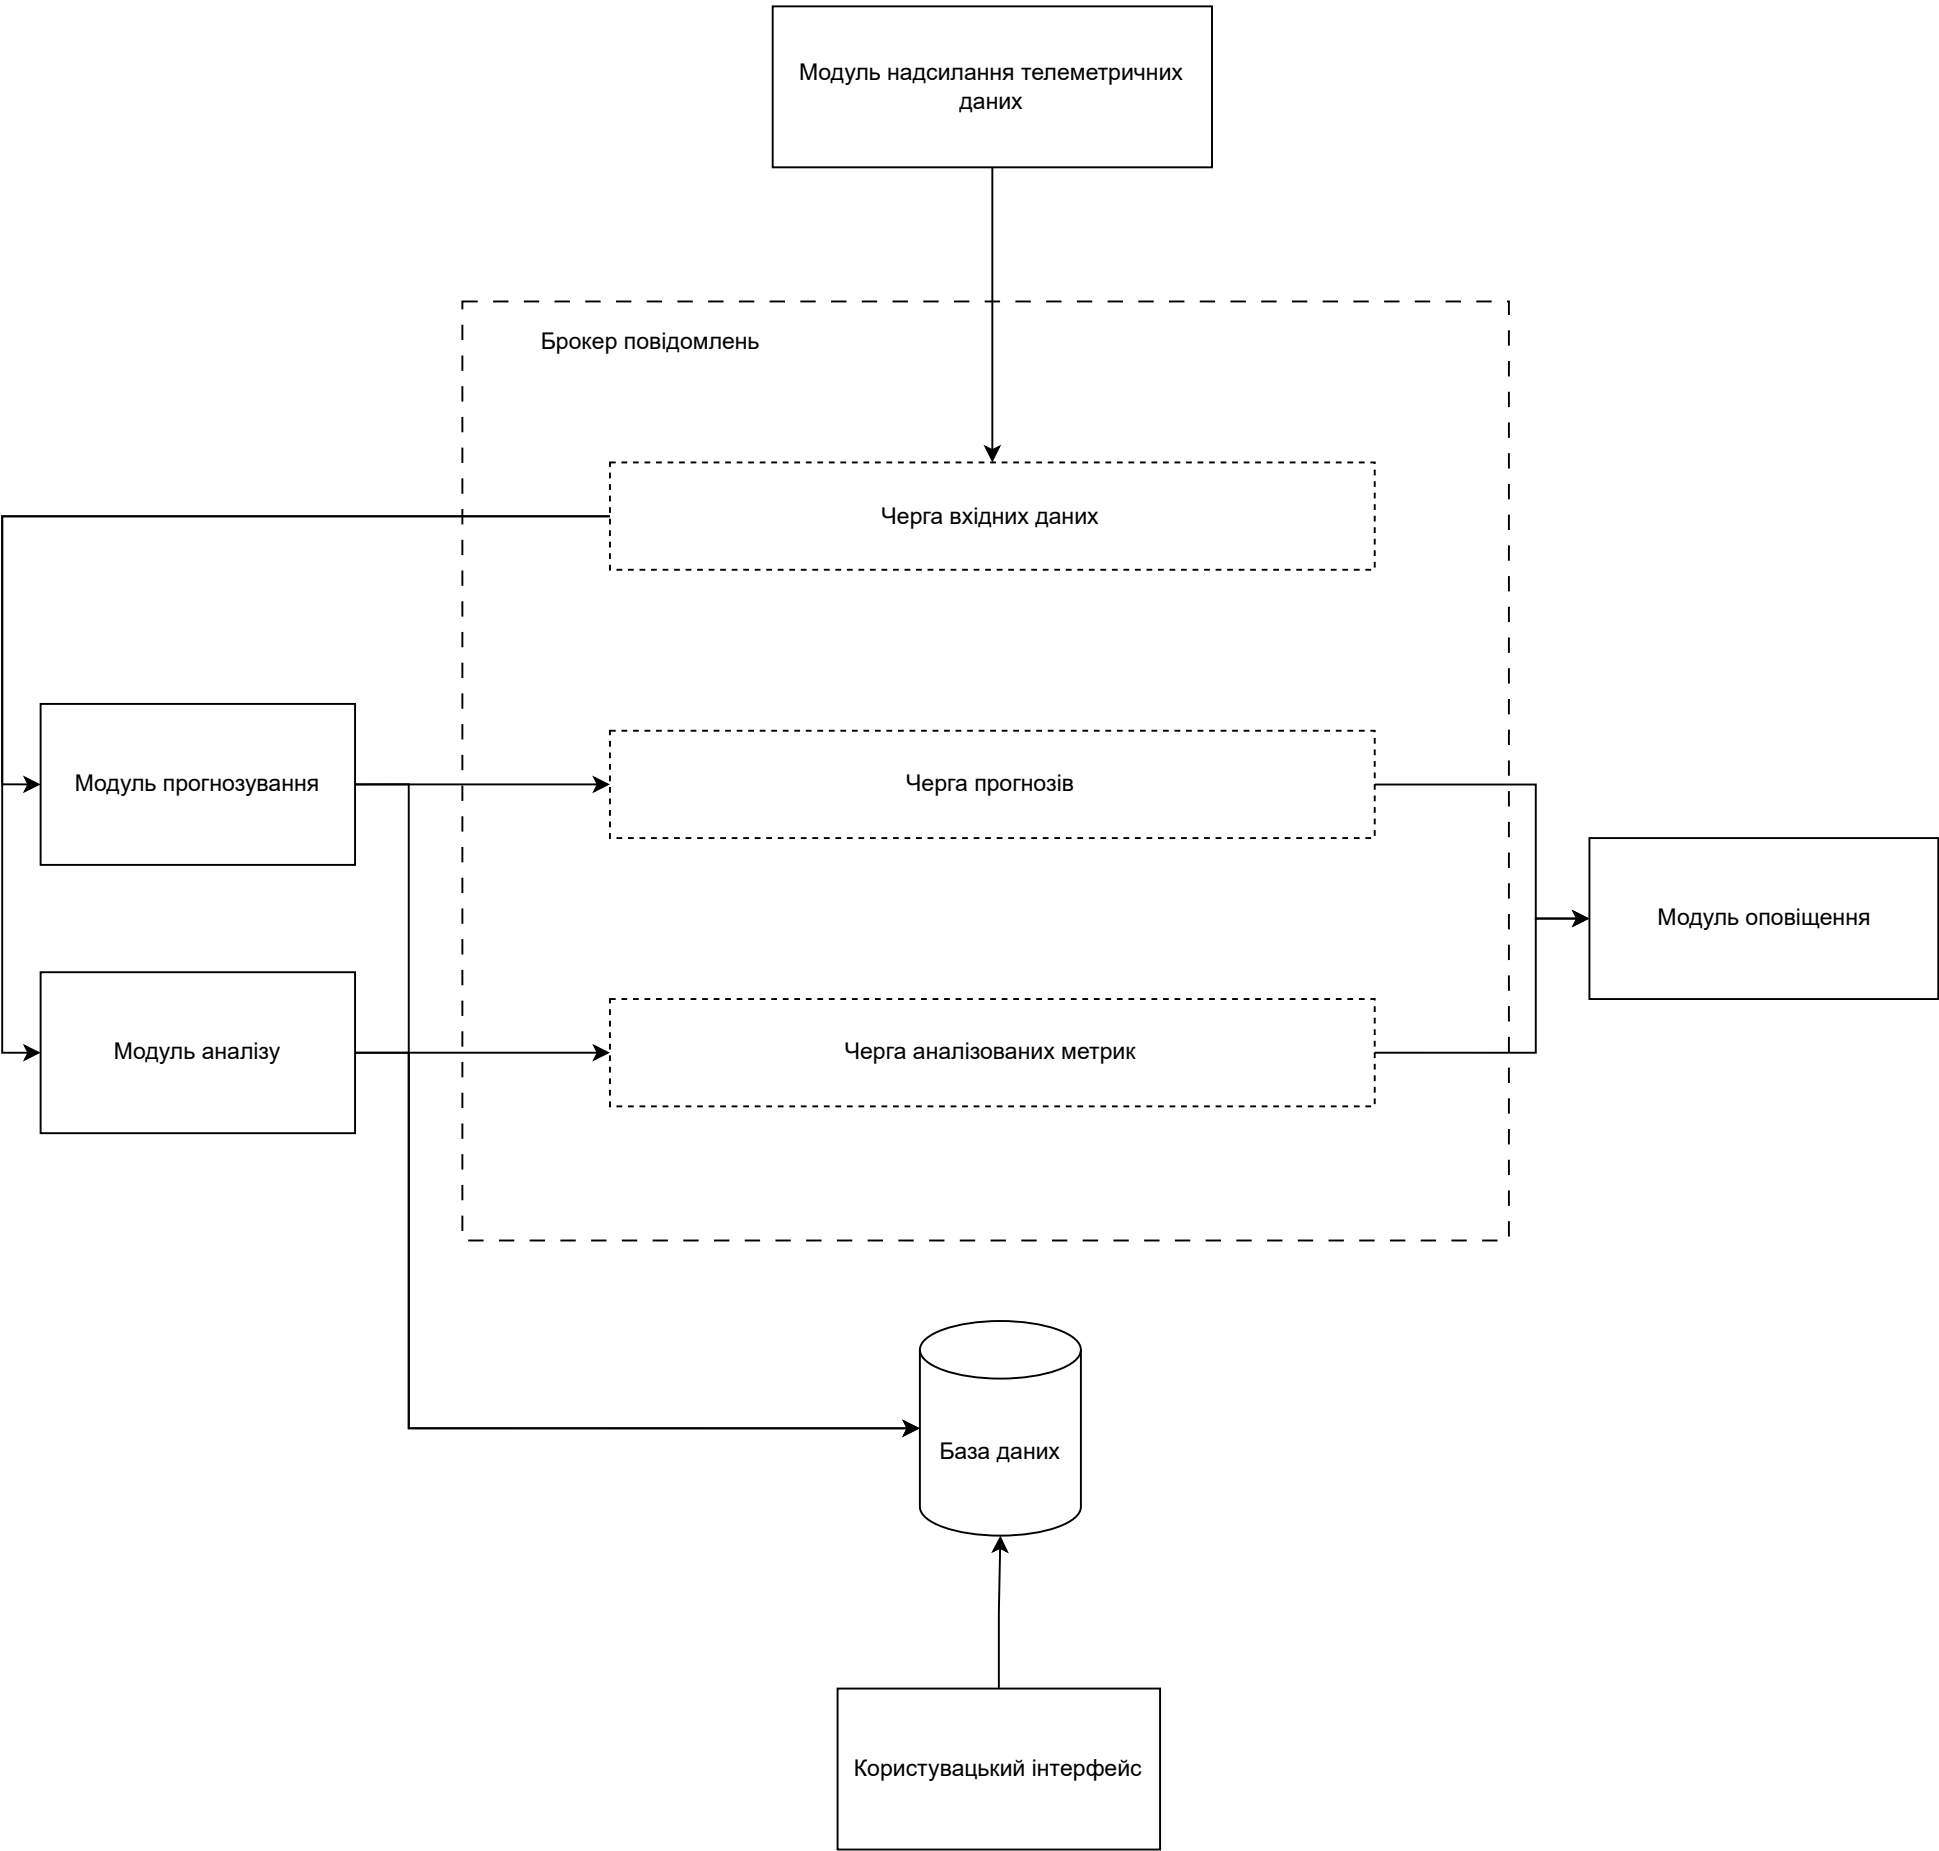 Модуль надсилання телеметричних
даних
Брокер повідомлень
Черга вхідних даних
Модуль прогнозування
Черга прогнозів
Модуль оповіщення
Модуль аналізу
Черга аналізованих метрик
База даних
Користувацький інтерфейс